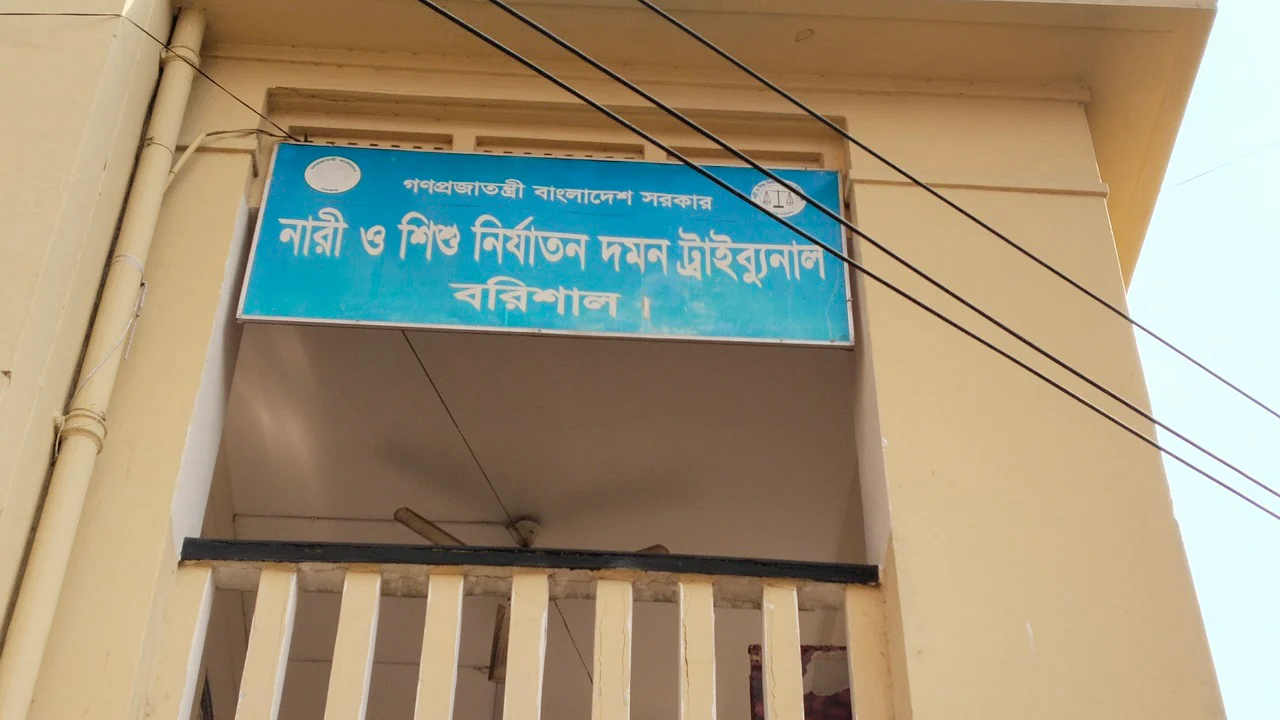 গণপ্রজাতন্ত্রী বাংলাদেশ সরকার
নারী ও শিশু নির্যাতন দমন ট্রাইব্যুনাল
বরিশাল ।